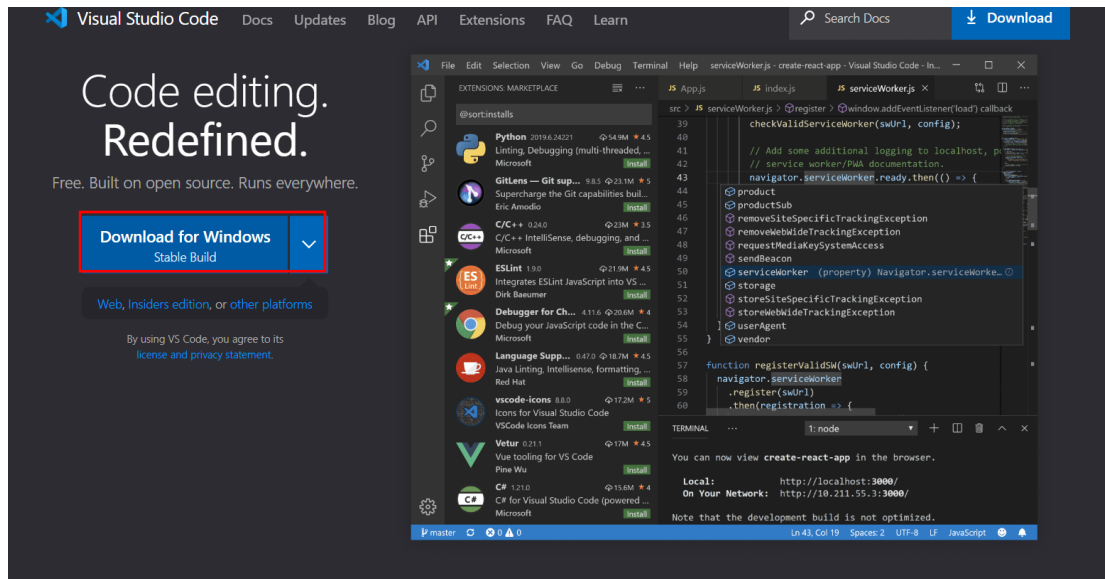 Visual Studio Code Docs Updates Blog API Extensions FAQ Learn Search Docs Download
Code editing.
Redefined.
Free. Built on open source. Runs everywhere.
Download for Windows
Stable Build
Web, Insiders edition, or other platforms
By using VS Code, you agree to its
license and privacy statement.
File Edit Selection View Go Debug Terminal Help serviceWorker.js - create-react-app - Visual Studio Code - In...
EXTENSIONS: MARKETPLACE
@sort:installs
Python 2019.6.24221 54.9M 4.5
Linting, Debugging (multi-threaded, ...
Microsoft Install
GitLens — Git sup... 9.8.5 23.1M 5
Supercharge the Git capabilities buil...
Eric Amodio Install
C/C++ 0.24.0 23M 3.5
C/C++ IntelliSense, debugging, and ...
Microsoft Install
ESLint 1.9.0 21.9M 4.5
Integrates ESLint JavaScript into VS ...
Dirk Baeumer Install
Debugger for Ch... 4.11.6 20.6M 4
Debug your JavaScript code in the C...
Microsoft Install
Language Supp... 0.47.0 18.7M 4.5
Java Linting, Intellisense, formatting, ...
Red Hat Install
vscode-icons 8.8.0 17.2M 5
Icons for Visual Studio Code
VSCode Icons Team Install
Vetur 0.21.1 17M 4.5
Vue tooling for VS Code
Pine Wu Install
C# 1.21.0 15.6M 4
C# for Visual Studio Code (powered ...
Microsoft Install
JS App.js JS index.js JS serviceWorker.js
src > JS serviceWorker.js > register > window.addEventListener('load') callback
39 checkValidServiceWorker(swUrl, config);
40
41 // Add some additional logging to localhost, p
42 // service worker/PWA documentation.
43 navigator.serviceWorker.ready.then(() => {
44 product
45 productSub
46 removeSiteSpecificTrackingException
47 removeWebWideTrackingException
48 requestMediaKeySystemAccess
49 sendBeacon
50 serviceWorker (property) Navigator.serviceWorke...
51 storage
52 storeSiteSpecificTrackingException
53 storeWebWideTrackingException
54 } userAgent
55 } vendor
56
57 function registerValidSW(swUrl, config) {
58 navigator.serviceWorker
59 .register(swUrl)
60 .then(registration => {
TERMINAL ... 1: node
You can now view create-react-app in the browser.
Local: http://localhost:3000/
On Your Network: http://10.211.55.3:3000/
Note that the development build is not optimized.
master 0 0 Ln 43, Col 19 Spaces: 2 UTF-8 LF JavaScript